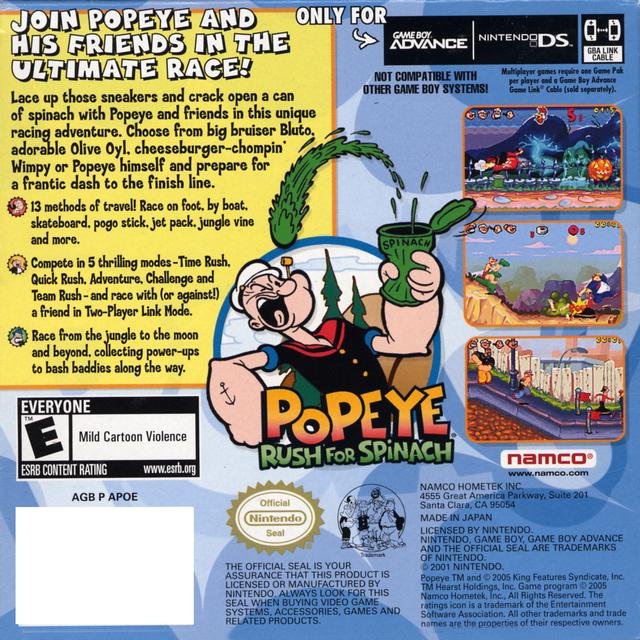 JOIN POPEYE AND
HIS FRIENDS IN THE
ULTIMATE RACE!
Lace up those sneakers and crack open a can
of spinach with Popeye and friends in this unique
racing adventure. Choose from big bruiser Bluto,
adorable Olive Oyl, cheeseburger-chompin'
Wimpy or Popeye himself and prepare for
a frantic dash to the finish line.
13 methods of travel! Race on foot, by boat,
skateboard, pogo stick, jet pack, jungle vine
and more.
Compete in 5 thrilling modes - Time Rush,
Quick Rush, Adventure, Challenge and
Team Rush - and race with (or against!)
a friend in Two-Player Link Mode.
Race from the jungle to the moon
and beyond, collecting power-ups
to bash baddies along the way.
ONLY FOR
GAME BOY
ADVANCE
NINTENDO DS™
GBA LINK
CABLE
NOT COMPATIBLE WITH
OTHER GAME BOY SYSTEMS!
Multiplayer games require one Game Pak
per player and a Game Boy Advance
Game Link® Cable (sold separately).
SPINACH
POPEYE
RUSH FOR SPINACH®
EVERYONE
E™
Mild Cartoon Violence
ESRB CONTENT RATING www.esrb.org
AGB P APOE
Official
Nintendo
Seal
Trademark
THE OFFICIAL SEAL IS YOUR
ASSURANCE THAT THIS PRODUCT IS
LICENSED OR MANUFACTURED BY
NINTENDO. ALWAYS LOOK FOR THIS
SEAL WHEN BUYING VIDEO GAME
SYSTEMS, ACCESSORIES, GAMES AND
RELATED PRODUCTS.
namco®
www.namco.com
NAMCO HOMETEK INC.
4555 Great America Parkway, Suite 201
Santa Clara, CA 95054
MADE IN JAPAN
LICENSED BY NINTENDO.
NINTENDO, GAME BOY, GAME BOY ADVANCE
AND THE OFFICIAL SEAL ARE TRADEMARKS
OF NINTENDO.
© 2001 NINTENDO.
Popeye TM and © 2005 King Features Syndicate, Inc.
TM Hearst Holdings, Inc. Game program © 2005
Namco Hometek, Inc., All Rights Reserved. The
ratings icon is a trademark of the Entertainment
Software Association. All other trademarks and trade
names are the properties of their respective owners.